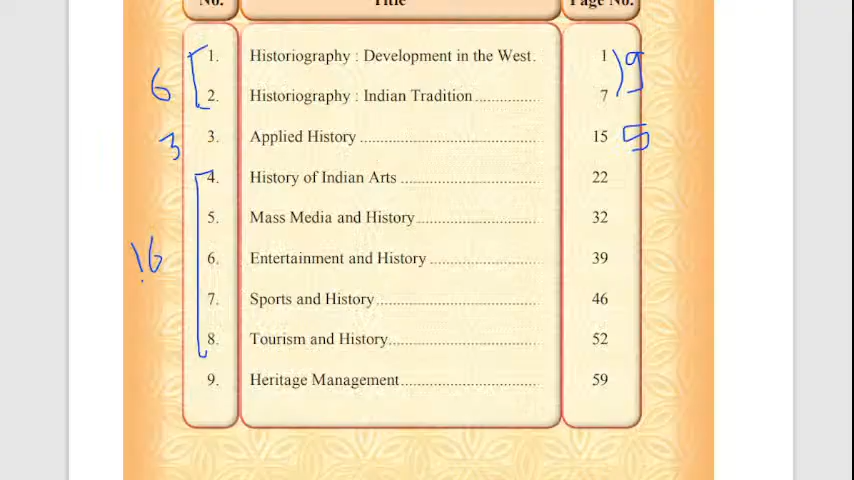 No. Title Page No.
1. Historiography : Development in the West. 1
2. Historiography : Indian Tradition ............... 7
3. Applied History ............................................ 15
4. History of Indian Arts .................................. 22
5. Mass Media and History .............................. 32
6. Entertainment and History ........................... 39
7. Sports and History ........................................ 46
8. Tourism and History ..................................... 52
9. Heritage Management .................................. 59
6
3
16
9
5